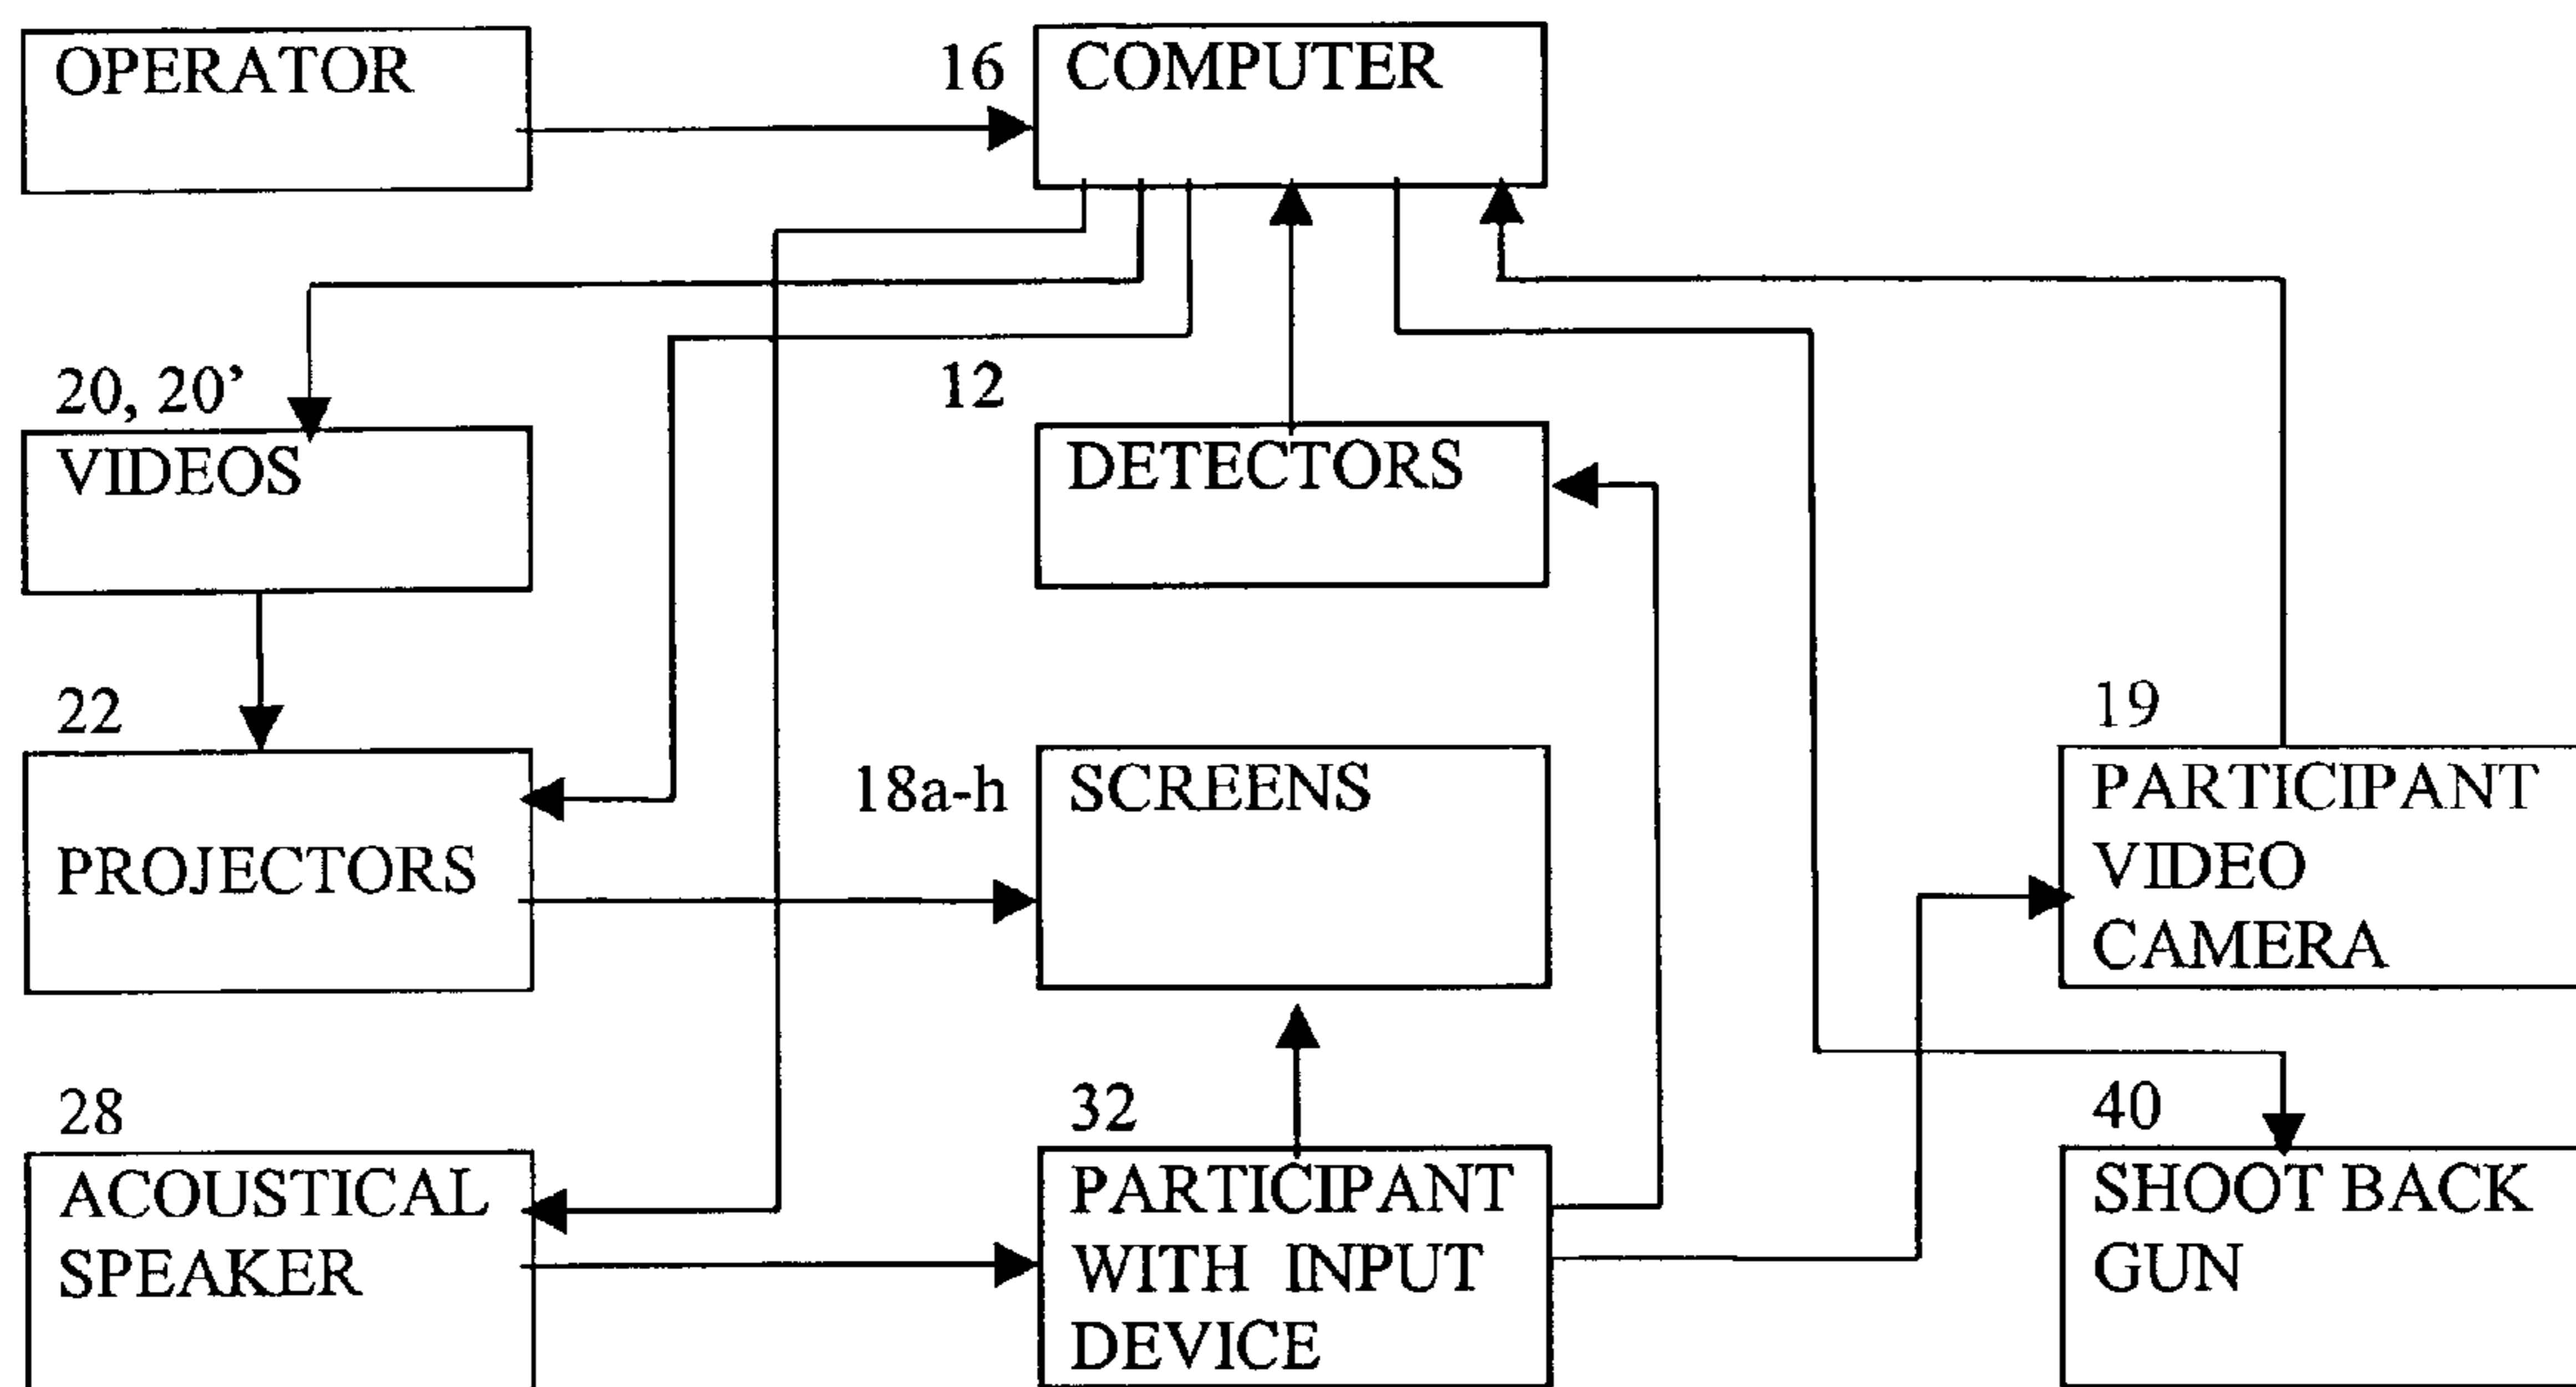 OPERATOR
16
COMPUTER
20, 20’
VIDEOS
12
DETECTORS
22
PROJECTORS
18a-h
SCREENS
19
PARTICIPANT
VIDEO
CAMERA
28
ACOUSTICAL
SPEAKER
32
PARTICIPANT
WITH INPUT
DEVICE
40
SHOOT BACK
GUN